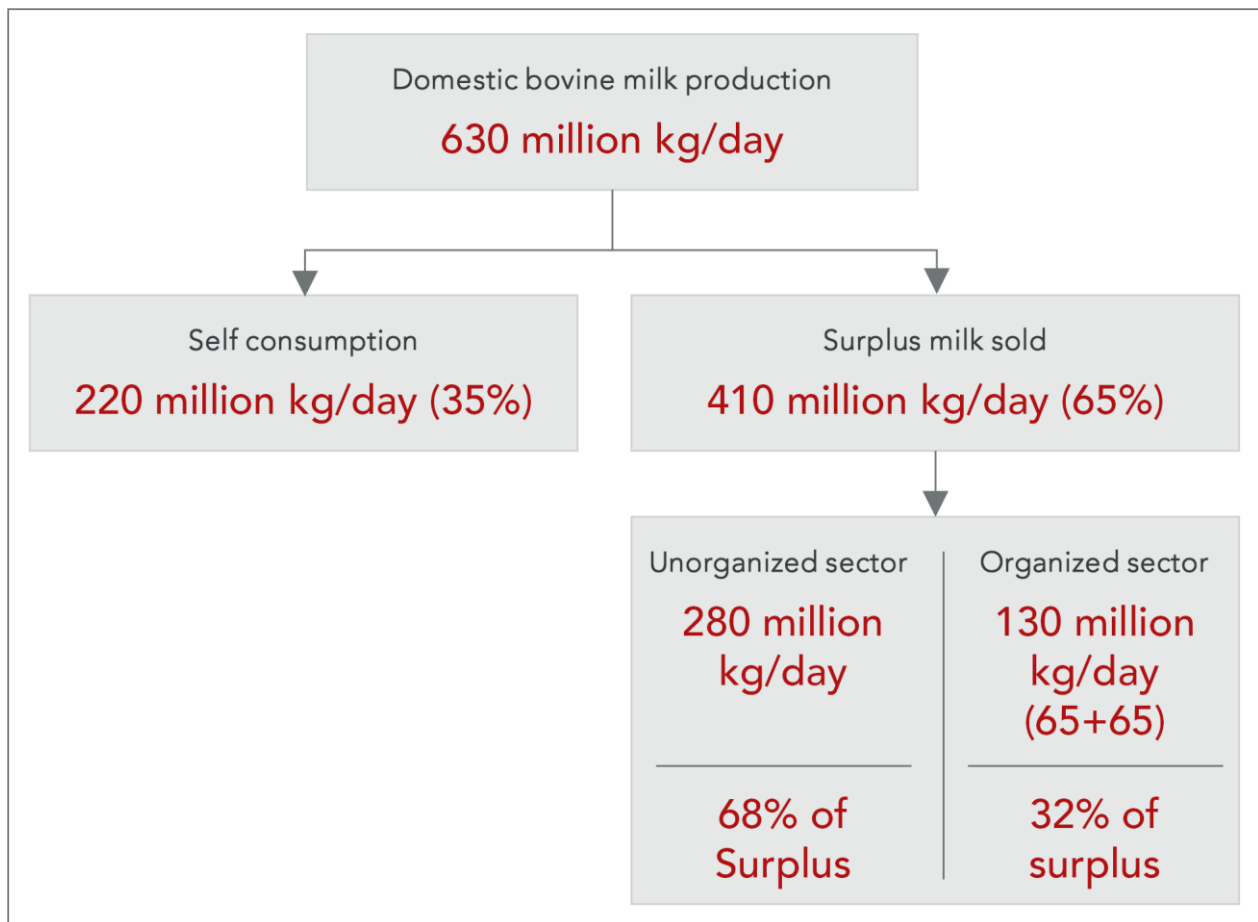 Domestic bovine milk production
630 million kg/day
Self consumption
220 million kg/day (35%)
Surplus milk sold
410 million kg/day (65%)
Unorganized sector
280 million
kg/day
68% of
Surplus
Organized sector
130 million
kg/day
(65+65)
32% of
surplus